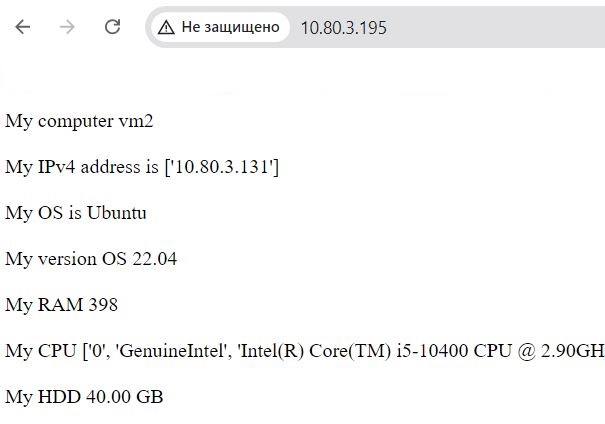 Не защищено 10.80.3.195
My computer vm2
My IPv4 address is ['10.80.3.131']
My OS is Ubuntu
My version OS 22.04
My RAM 398
My CPU ['0', 'GenuineIntel', 'Intel(R) Core(TM) i5-10400 CPU @ 2.90GH
My HDD 40.00 GB